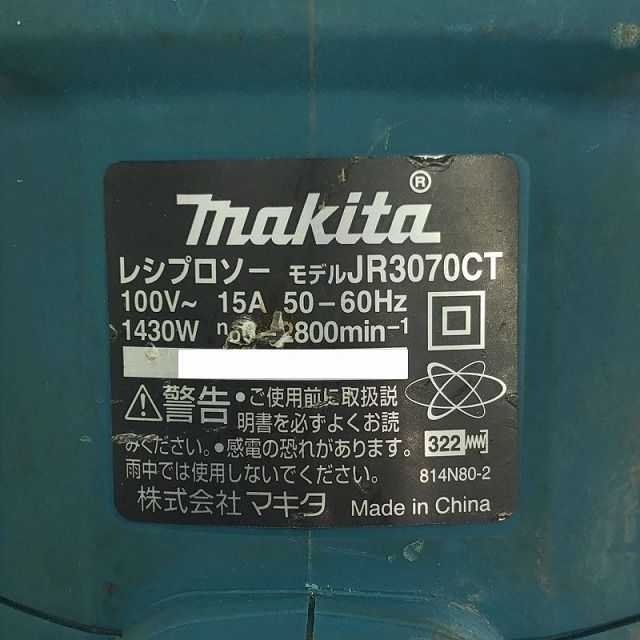 makita®
レシプロソー モデルJR3070CT
100V~ 15A 50-60Hz
1430W 800min⁻¹
⚠警告 •ご使用前に取扱説
明書を必ずよくお読
みください。•感電の恐れがあります。
雨中では使用しないでください。
322
814N80-2
株式会社 マキタ Made in China